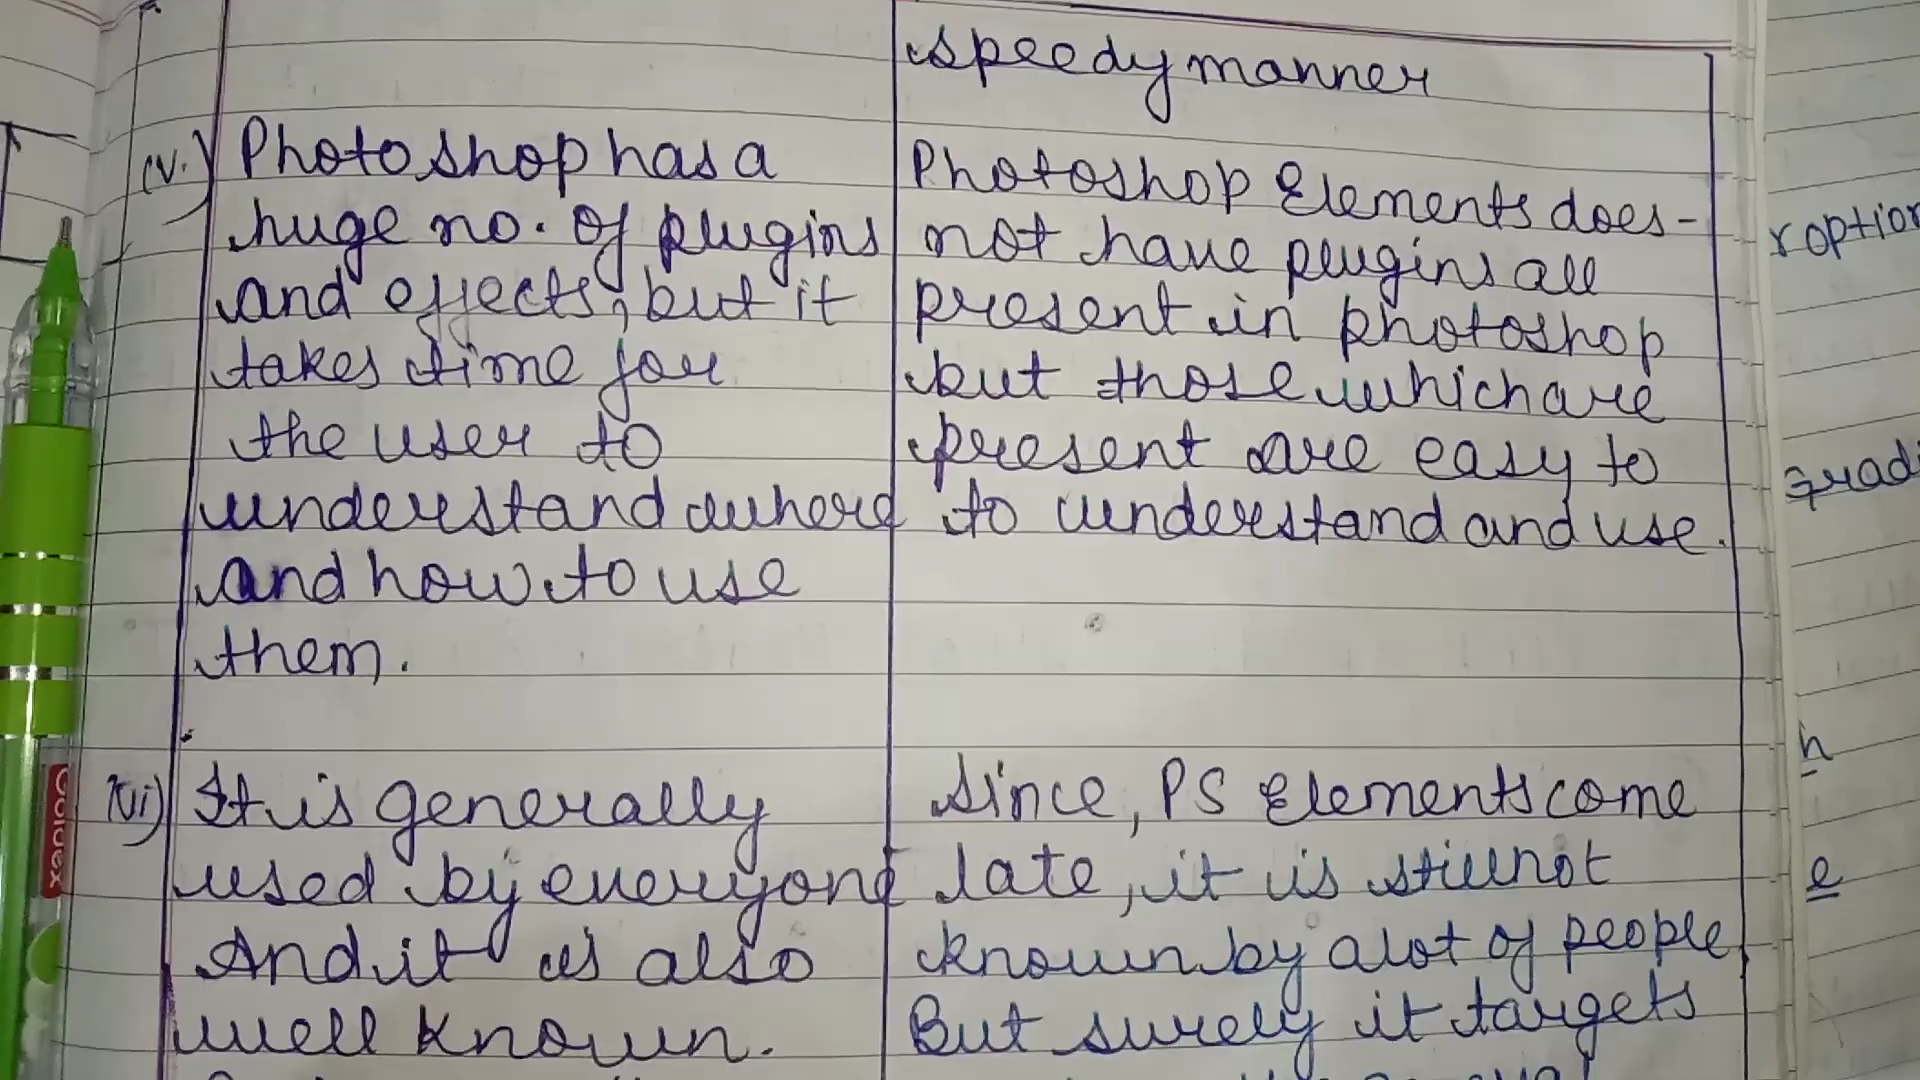 speedy manner
(v.) Photoshop has a
huge no. of plugins
and effects, but it
takes time for
the user to
understand where
and how to use
them.
Photoshop Elements does-
not have plugins all
present in photoshop
but those which are
present are easy to
to understand and use.
(vi) It is generally
used by everyone
And it is also
well known.
Since, PS Elements come
late, it is still not
known by a lot of people
But surely it targets
r option
gradi
h
e